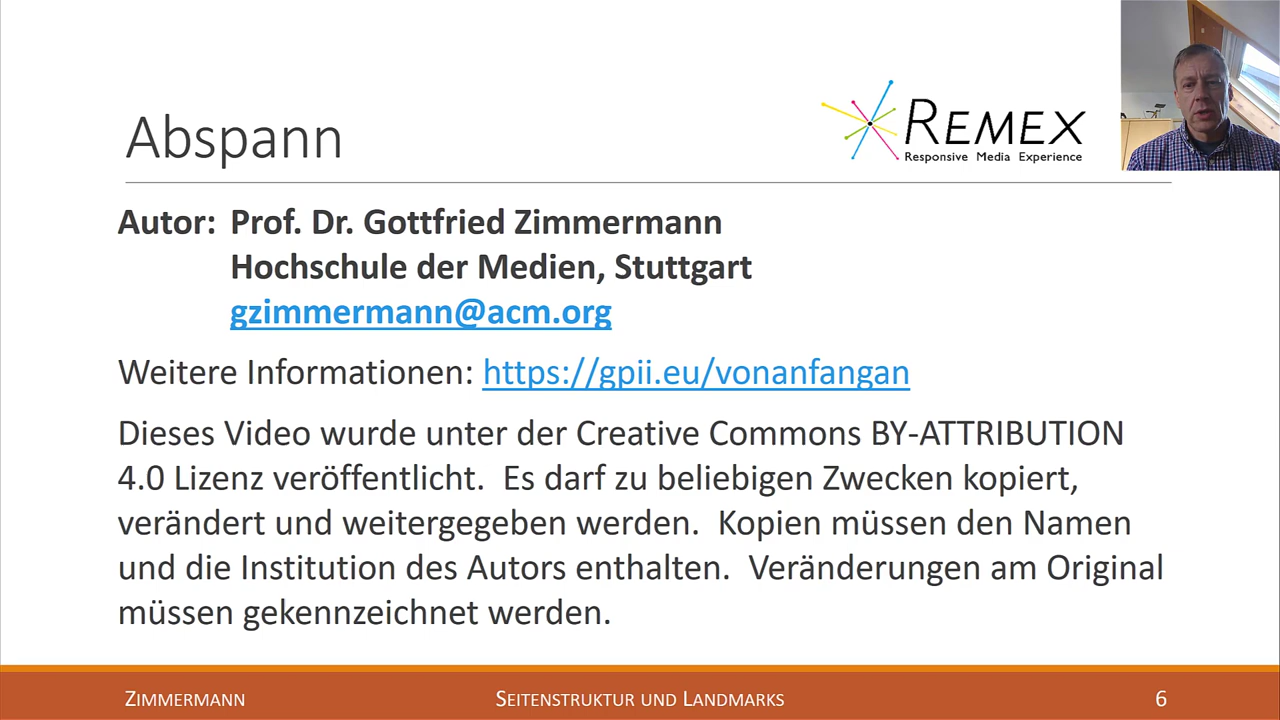 Abspann
REMEX
Responsive Media Experience
Autor: Prof. Dr. Gottfried Zimmermann
Hochschule der Medien, Stuttgart
gzimmermann@acm.org
Weitere Informationen: https://gpii.eu/vonanfangan
Dieses Video wurde unter der Creative Commons BY-ATTRIBUTION
4.0 Lizenz veröffentlicht. Es darf zu beliebigen Zwecken kopiert,
verändert und weitergegeben werden. Kopien müssen den Namen
und die Institution des Autors enthalten. Veränderungen am Original
müssen gekennzeichnet werden.
ZIMMERMANN
SEITENSTRUKTUR UND LANDMARKS
6